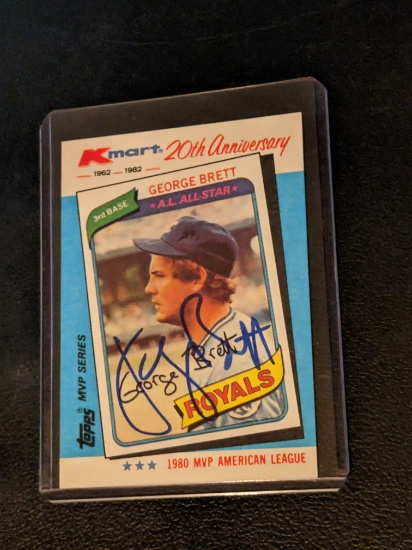 Kmart® 20th Anniversary
1962 — 1982
GEORGE BRETT
3rd BASE
★ A.L. ALL-STAR ★
George Brett
ROYALS
Topps® MVP SERIES
★★★ 1980 MVP AMERICAN LEAGUE